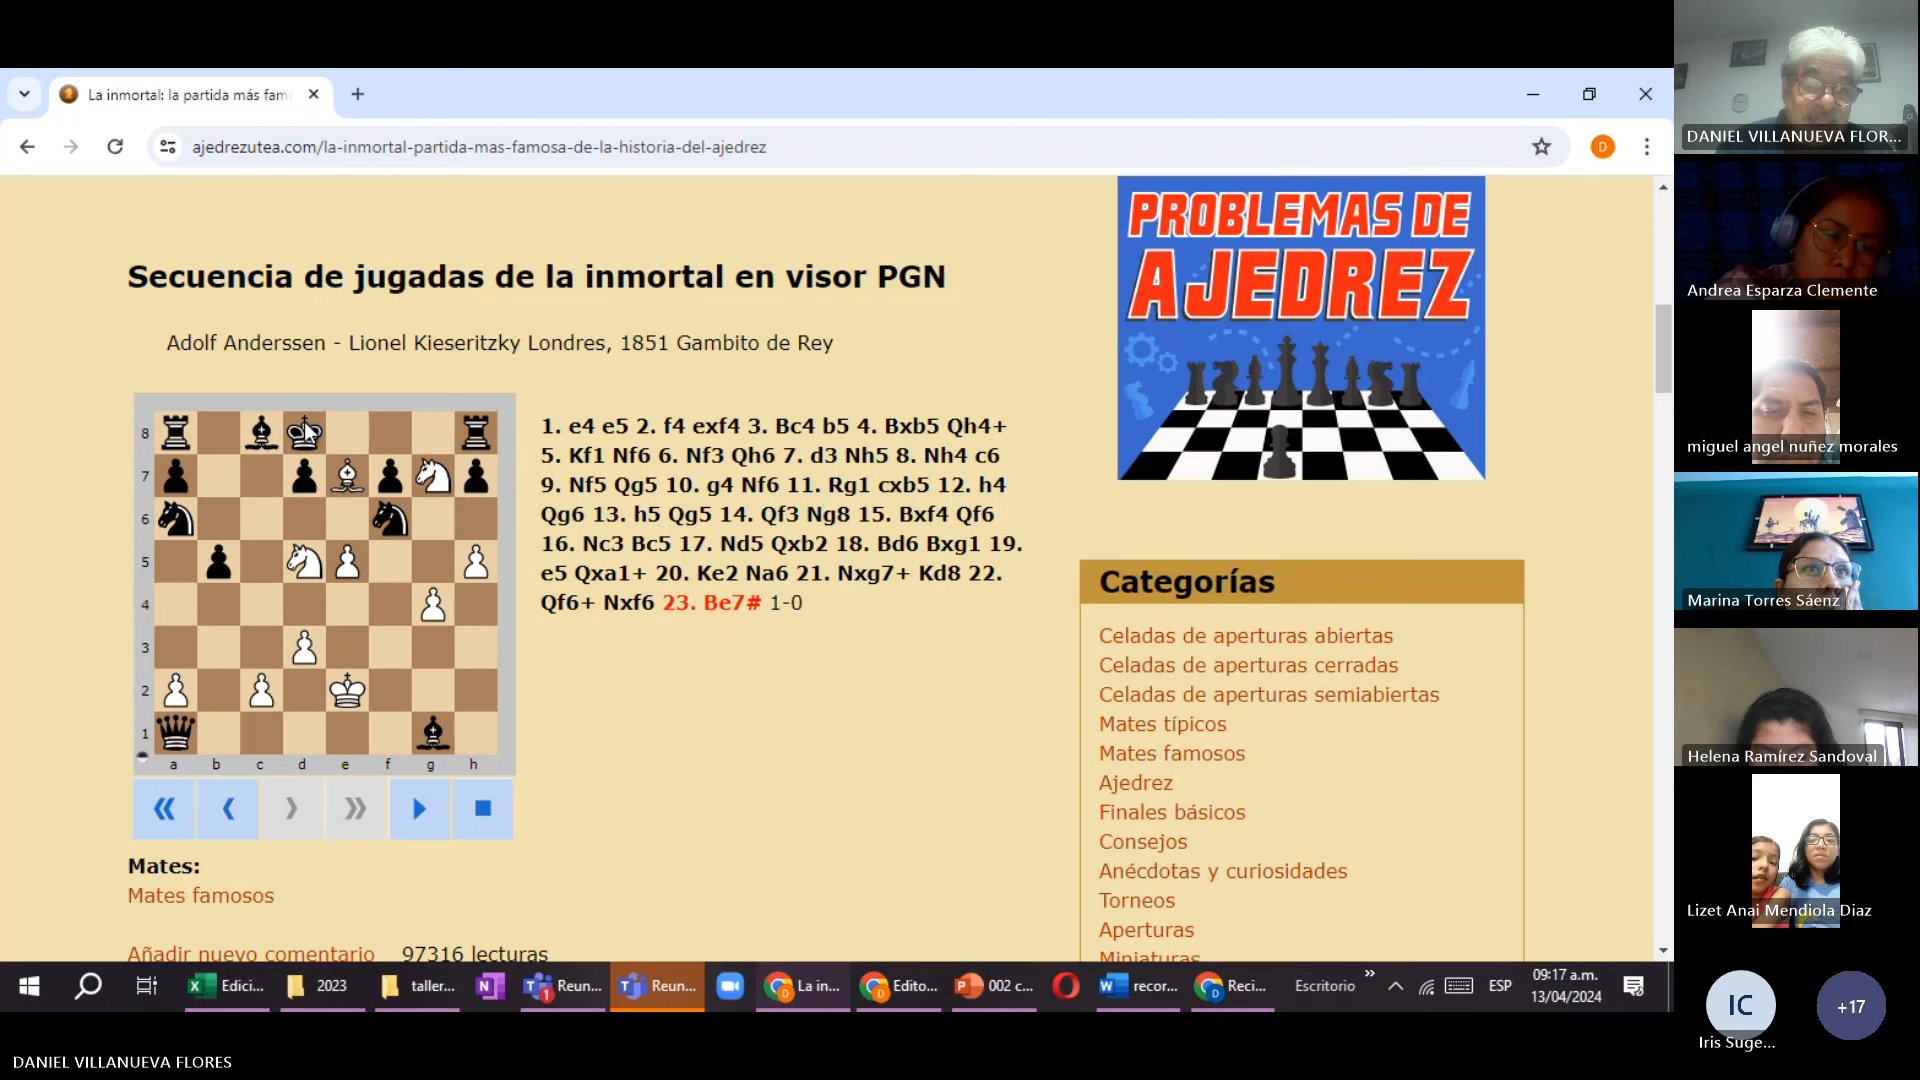 La inmortal: la partida más fam
ajedrezutea.com/la-inmortal-partida-mas-famosa-de-la-historia-del-ajedrez
D
Secuencia de jugadas de la inmortal en visor PGN
Adolf Anderssen - Lionel Kieseritzky Londres, 1851 Gambito de Rey
8
7
6
5
4
3
2
1
a b c d e f g h
1. e4 e5 2. f4 exf4 3. Bc4 b5 4. Bxb5 Qh4+
5. Kf1 Nf6 6. Nf3 Qh6 7. d3 Nh5 8. Nh4 c6
9. Nf5 Qg5 10. g4 Nf6 11. Rg1 cxb5 12. h4
Qg6 13. h5 Qg5 14. Qf3 Ng8 15. Bxf4 Qf6
16. Nc3 Bc5 17. Nd5 Qxb2 18. Bd6 Bxg1 19.
e5 Qxa1+ 20. Ke2 Na6 21. Nxg7+ Kd8 22.
Qf6+ Nxf6 23. Be7# 1-0
Mates:
Mates famosos
Añadir nuevo comentario 97316 lecturas
PROBLEMAS DE
AJEDREZ
Categorías
Celadas de aperturas abiertas
Celadas de aperturas cerradas
Celadas de aperturas semiabiertas
Mates típicos
Mates famosos
Ajedrez
Finales básicos
Consejos
Anécdotas y curiosidades
Torneos
Aperturas
Miniaturas
Edici... 2023 taller... Reun... Reun... La in... Edito... 002 c... recor... Reci... Escritorio ESP 09:17 a.m.
13/04/2024
DANIEL VILLANUEVA FLORES
DANIEL VILLANUEVA FLOR...
Andrea Esparza Clemente
miguel angel nuñez morales
Marina Torres Sáenz
Helena Ramírez Sandoval
Lizet Anai Mendiola Diaz
IC
Iris Suge...
+17